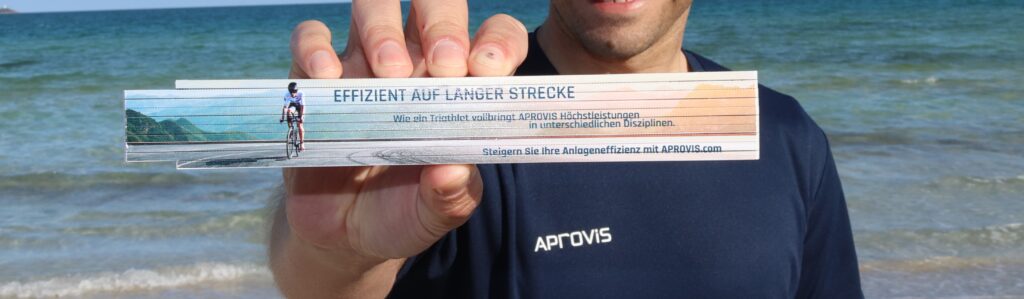 EFFIZIENT AUF LANGER STRECKE
Wie ein Triathlet vollbringt APROVIS Höchstleistungen
in unterschiedlichen Disziplinen.
Steigern Sie Ihre Anlageneffizienz mit APROVIS.com
APROVIS